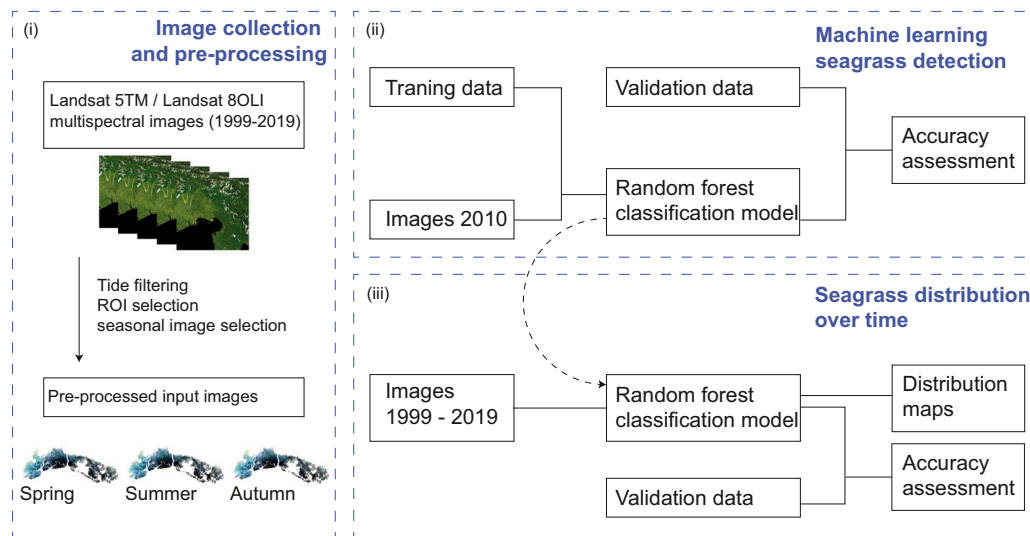 (i)
Image collection
and pre-processing
Landsat 5TM / Landsat 8OLI
multispectral images (1999-2019)
Tide filtering
ROI selection
seasonal image selection
Pre-processed input images
Spring
Summer
Autumn
(ii)
Machine learning
seagrass detection
Traning data
Validation data
Accuracy
assessment
Images 2010
Random forest
classification model
(iii)
Seagrass distribution
over time
Images
1999 - 2019
Random forest
classification model
Distribution
maps
Accuracy
assessment
Validation data